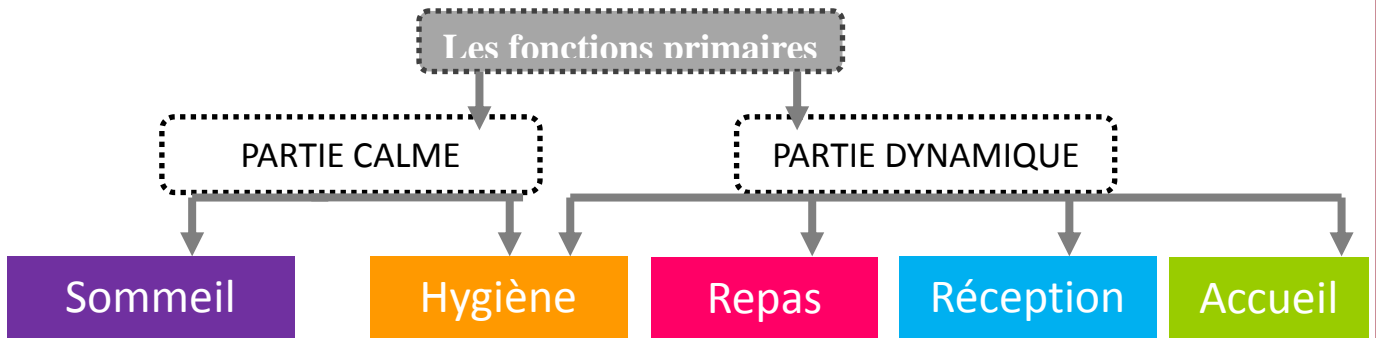 Les fonctions primaires
PARTIE CALME
PARTIE DYNAMIQUE
Sommeil
Hygiène
Repas
Réception
Accueil